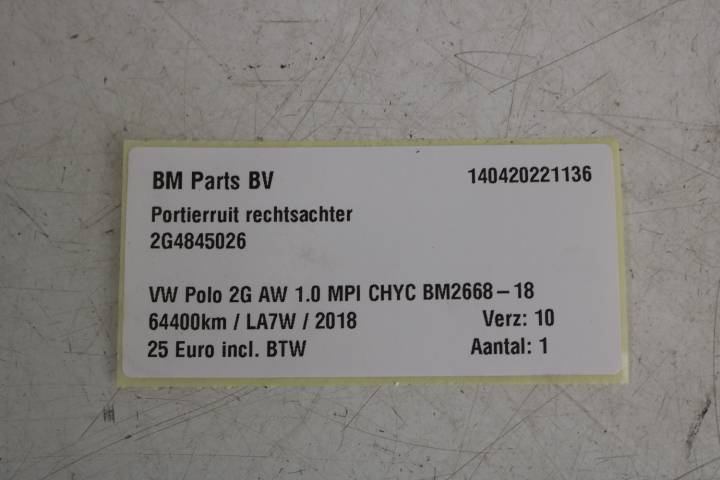 BM Parts BV 140420221136
Portierruit rechtsachter
2G4845026
VW Polo 2G AW 1.0 MPI CHYC BM2668-18
64400km / LA7W / 2018 Verz: 10
25 Euro incl. BTW Aantal: 1